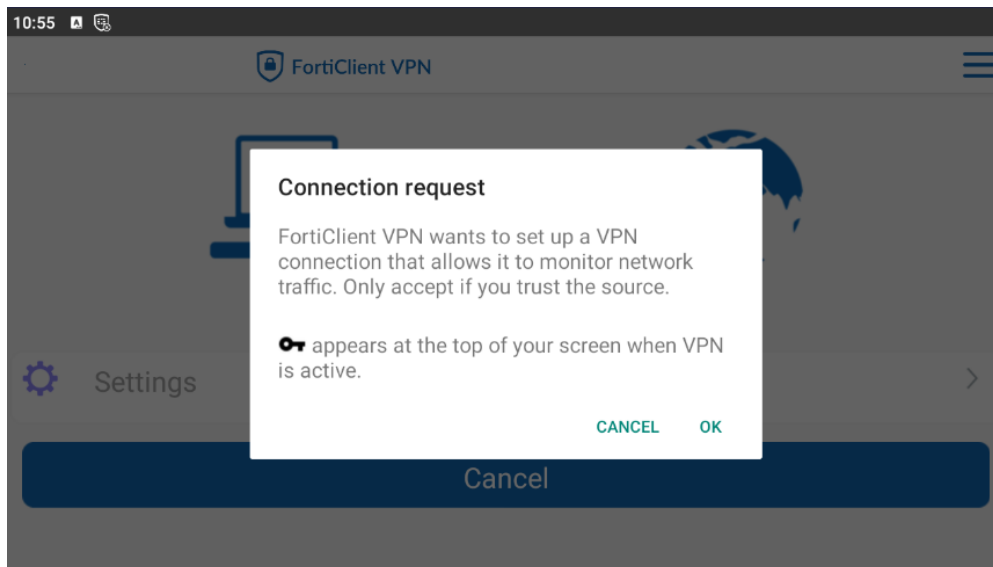 10:55
FortiClient VPN
Connection request
FortiClient VPN wants to set up a VPN
connection that allows it to monitor network
traffic. Only accept if you trust the source.
appears at the top of your screen when VPN
is active.
Settings
CANCEL OK
Cancel